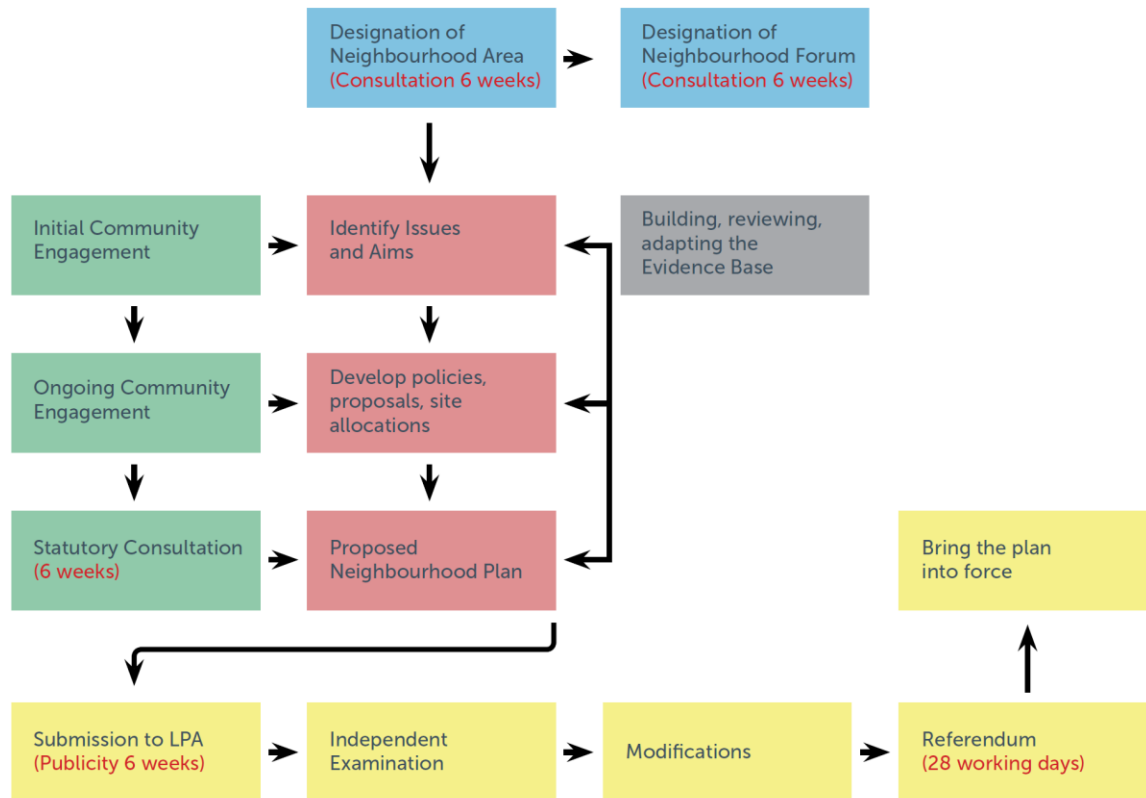 Designation of
Neighbourhood Area
(Consultation 6 weeks)
Designation of
Neighbourhood Forum
(Consultation 6 weeks)
Initial Community
Engagement
Identify Issues
and Aims
Building, reviewing,
adapting the
Evidence Base
Ongoing Community
Engagement
Develop policies,
proposals, site
allocations
Statutory Consultation
(6 weeks)
Proposed
Neighbourhood Plan
Bring the plan
into force
Submission to LPA
(Publicity 6 weeks)
Independent
Examination
Modifications
Referendum
(28 working days)